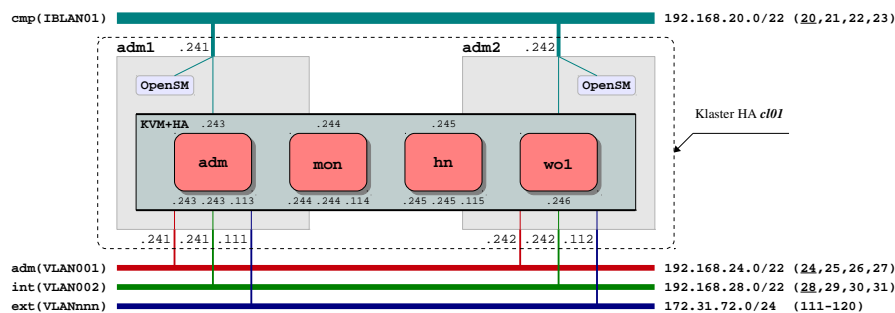 cmp(IBLAN01) 192.168.20.0/22 (20,21,22,23)
adm1 .241 adm2 .242
OpenSM OpenSM
Klaster HA cl01
KVM+HA .243 .244 .245
adm mon hn wo1
.243 .243 .113 .244 .244 .114 .245 .245 .115 .246
.241 .241 .111 .242 .242 .112
adm(VLAN001) 192.168.24.0/22 (24,25,26,27)
int(VLAN002) 192.168.28.0/22 (28,29,30,31)
ext(VLANnnn) 172.31.72.0/24 (111-120)